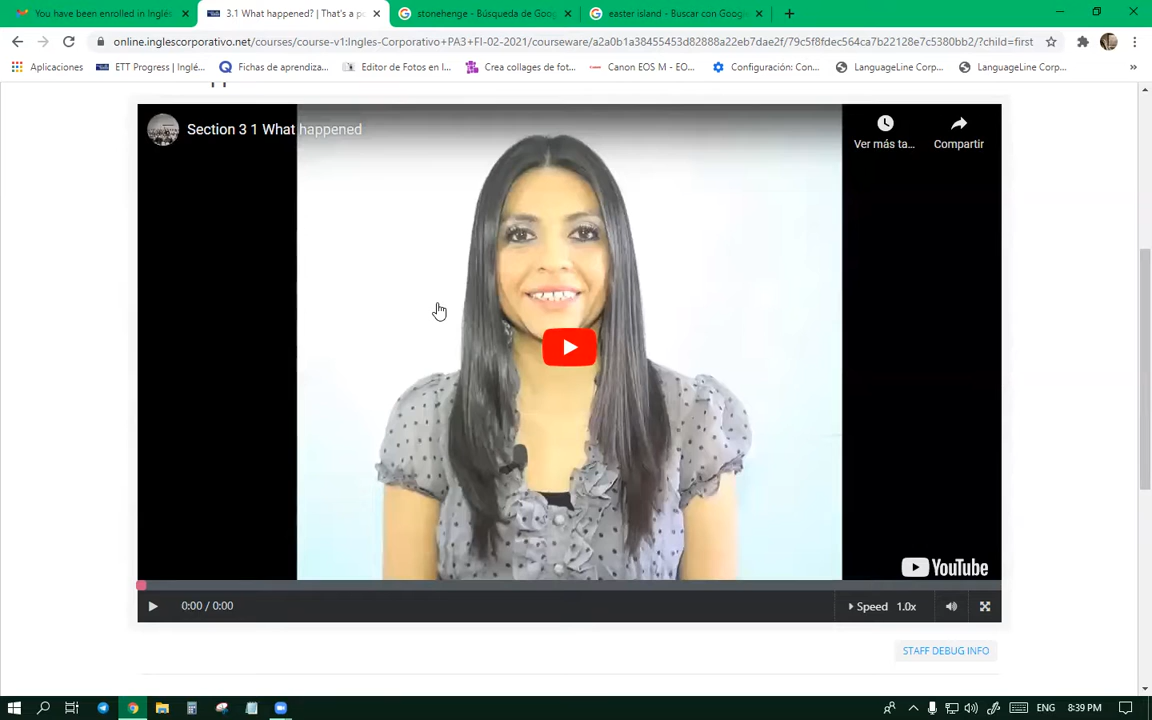 You have been enrolled in Inglés
3.1 What happened? | That's a po
stonehenge - Búsqueda de Goog
easter island - Buscar con Google
online.inglescorporativo.net/courses/course-v1:Ingles-Corporativo+PA3+FI-02-2021/courseware/a2a0b1a38455453d82888a22eb7dae2f/79c5f8fdec564ca7b22128e7c5380bb2/?child=first
Aplicaciones
ETT Progress | Inglé...
Fichas de aprendiza...
Editor de Fotos en l...
Crea collages de fot...
Canon EOS M - EO...
Configuración: Con...
LanguageLine Corp...
LanguageLine Corp...
Section 3 1 What happened
Ver más ta...
Compartir
YouTube
0:00 / 0:00
Speed 1.0x
STAFF DEBUG INFO
ENG
8:39 PM